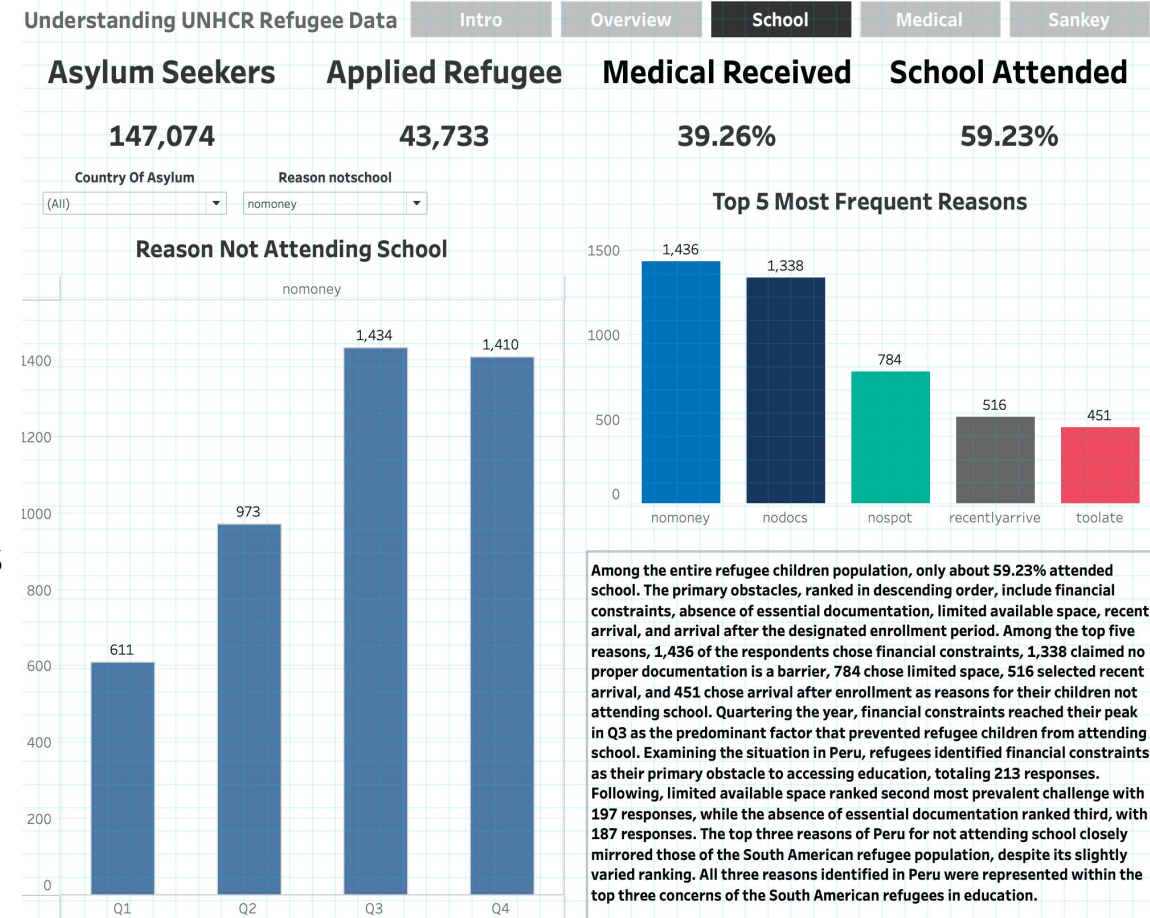 Understanding UNHCR Refugee Data
Intro
Overview
School
Medical
Sankey
Asylum Seekers
Applied Refugee
Medical Received
School Attended
147,074
43,733
39.26%
59.23%
Country Of Asylum
Reason notschool
(All)
nomoney
Reason Not Attending School
nomoney
1400
1200
1000
800
600
400
200
0
611
973
1,434
1,410
Q1
Q2
Q3
Q4
Top 5 Most Frequent Reasons
1500
1000
500
0
1,436
1,338
784
516
451
nomoney
nodocs
nospot
recentlyarrive
toolate
Among the entire refugee children population, only about 59.23% attended
school. The primary obstacles, ranked in descending order, include financial
constraints, absence of essential documentation, limited available space, recent
arrival, and arrival after the designated enrollment period. Among the top five
reasons, 1,436 of the respondents chose financial constraints, 1,338 claimed no
proper documentation is a barrier, 784 chose limited space, 516 selected recent
arrival, and 451 chose arrival after enrollment as reasons for their children not
attending school. Quartering the year, financial constraints reached their peak
in Q3 as the predominant factor that prevented refugee children from attending
school. Examining the situation in Peru, refugees identified financial constraints
as their primary obstacle to accessing education, totaling 213 responses.
Following, limited available space ranked second most prevalent challenge with
197 responses, while the absence of essential documentation ranked third, with
187 responses. The top three reasons of Peru for not attending school closely
mirrored those of the South American refugee population, despite its slightly
varied ranking. All three reasons identified in Peru were represented within the
top three concerns of the South American refugees in education.